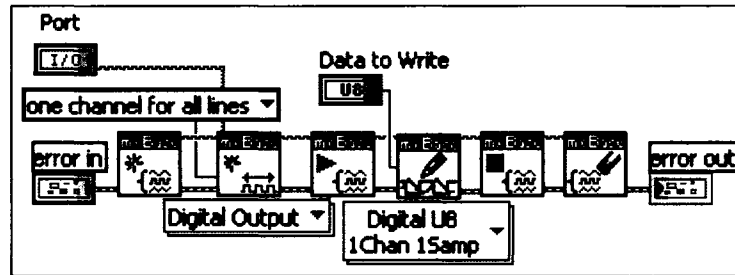 Port
I/O
Data to Write
U8
one channel for all lines
error in
error out
Digital Output
Digital U8
1Chan 1Samp